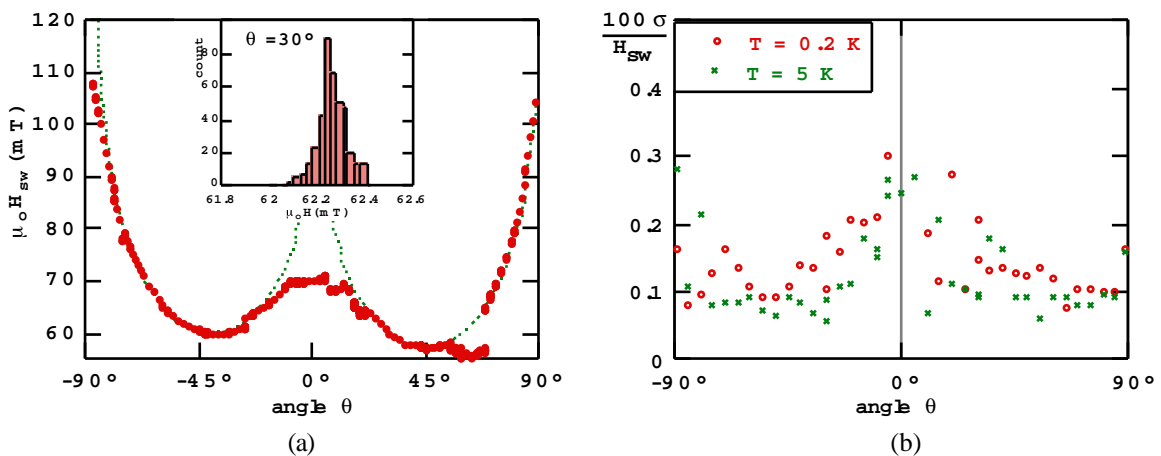 120
110
100
90
80
70
60
μ₀H_sw (mT)
-90° -45° 0° 45° 90°
angle θ
θ =30°
count
80
60
40
20
0
61.8 62 62.2 62.4 62.6
μ₀H(mT)
(a)
100 σ
H_sw
0.4
0.3
0.2
0.1
0
T = 0.2 K
T = 5 K
-90° 0° 90°
angle θ
(b)